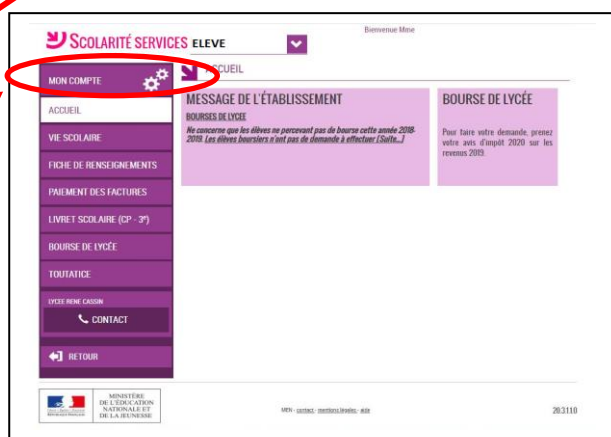 Bienvenue Mme
SCOLARITÉ SERVICES ELEVE
MON COMPTE
ACCUEIL
VIE SCOLAIRE
FICHE DE RENSEIGNEMENTS
PAIEMENT DES FACTURES
LIVRET SCOLAIRE (CP - 3e)
BOURSE DE LYCÉE
TOUTATICE
LYCEE RENE CASSIN
CONTACT
RETOUR
ACCUEIL
MESSAGE DE L'ÉTABLISSEMENT
BOURSES DE LYCEE
Ne concerne que les élèves ne percevant pas de bourse cette année 2018-
2019. Les élèves boursiers n'ont pas de demande à effectuer [Suite...]
BOURSE DE LYCÉE
Pour faire votre demande, prenez
votre avis d'impôt 2020 sur les
revenus 2019.
MINISTÈRE
DE L'ÉDUCATION
NATIONALE ET
DE LA JEUNESSE
MEN - contact - mentions légales - aide
20.3.1.1.0